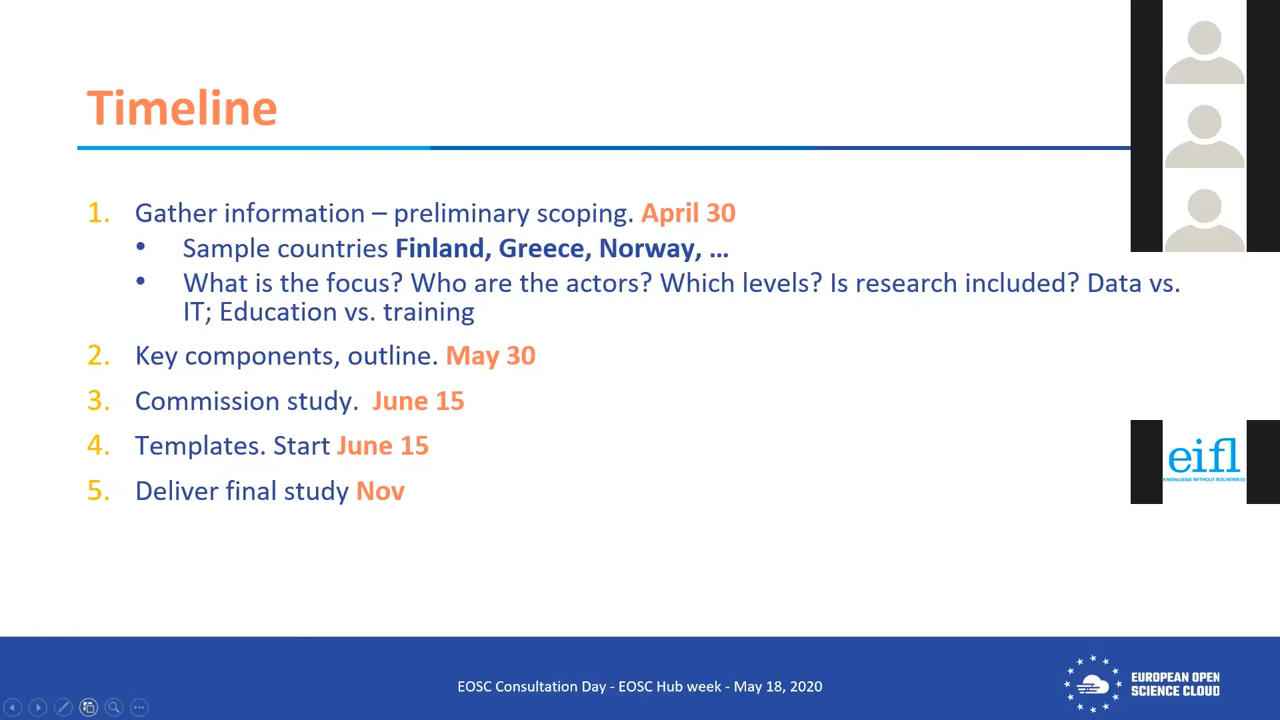 Timeline
1. Gather information – preliminary scoping. April 30
• Sample countries Finland, Greece, Norway, …
• What is the focus? Who are the actors? Which levels? Is research included? Data vs.
IT; Education vs. training
2. Key components, outline. May 30
3. Commission study. June 15
4. Templates. Start June 15
5. Deliver final study Nov
eifl
KNOWLEDGE WITHOUT BOUNDARIES
EOSC Consultation Day - EOSC Hub week - May 18, 2020
EUROPEAN OPEN
SCIENCE CLOUD